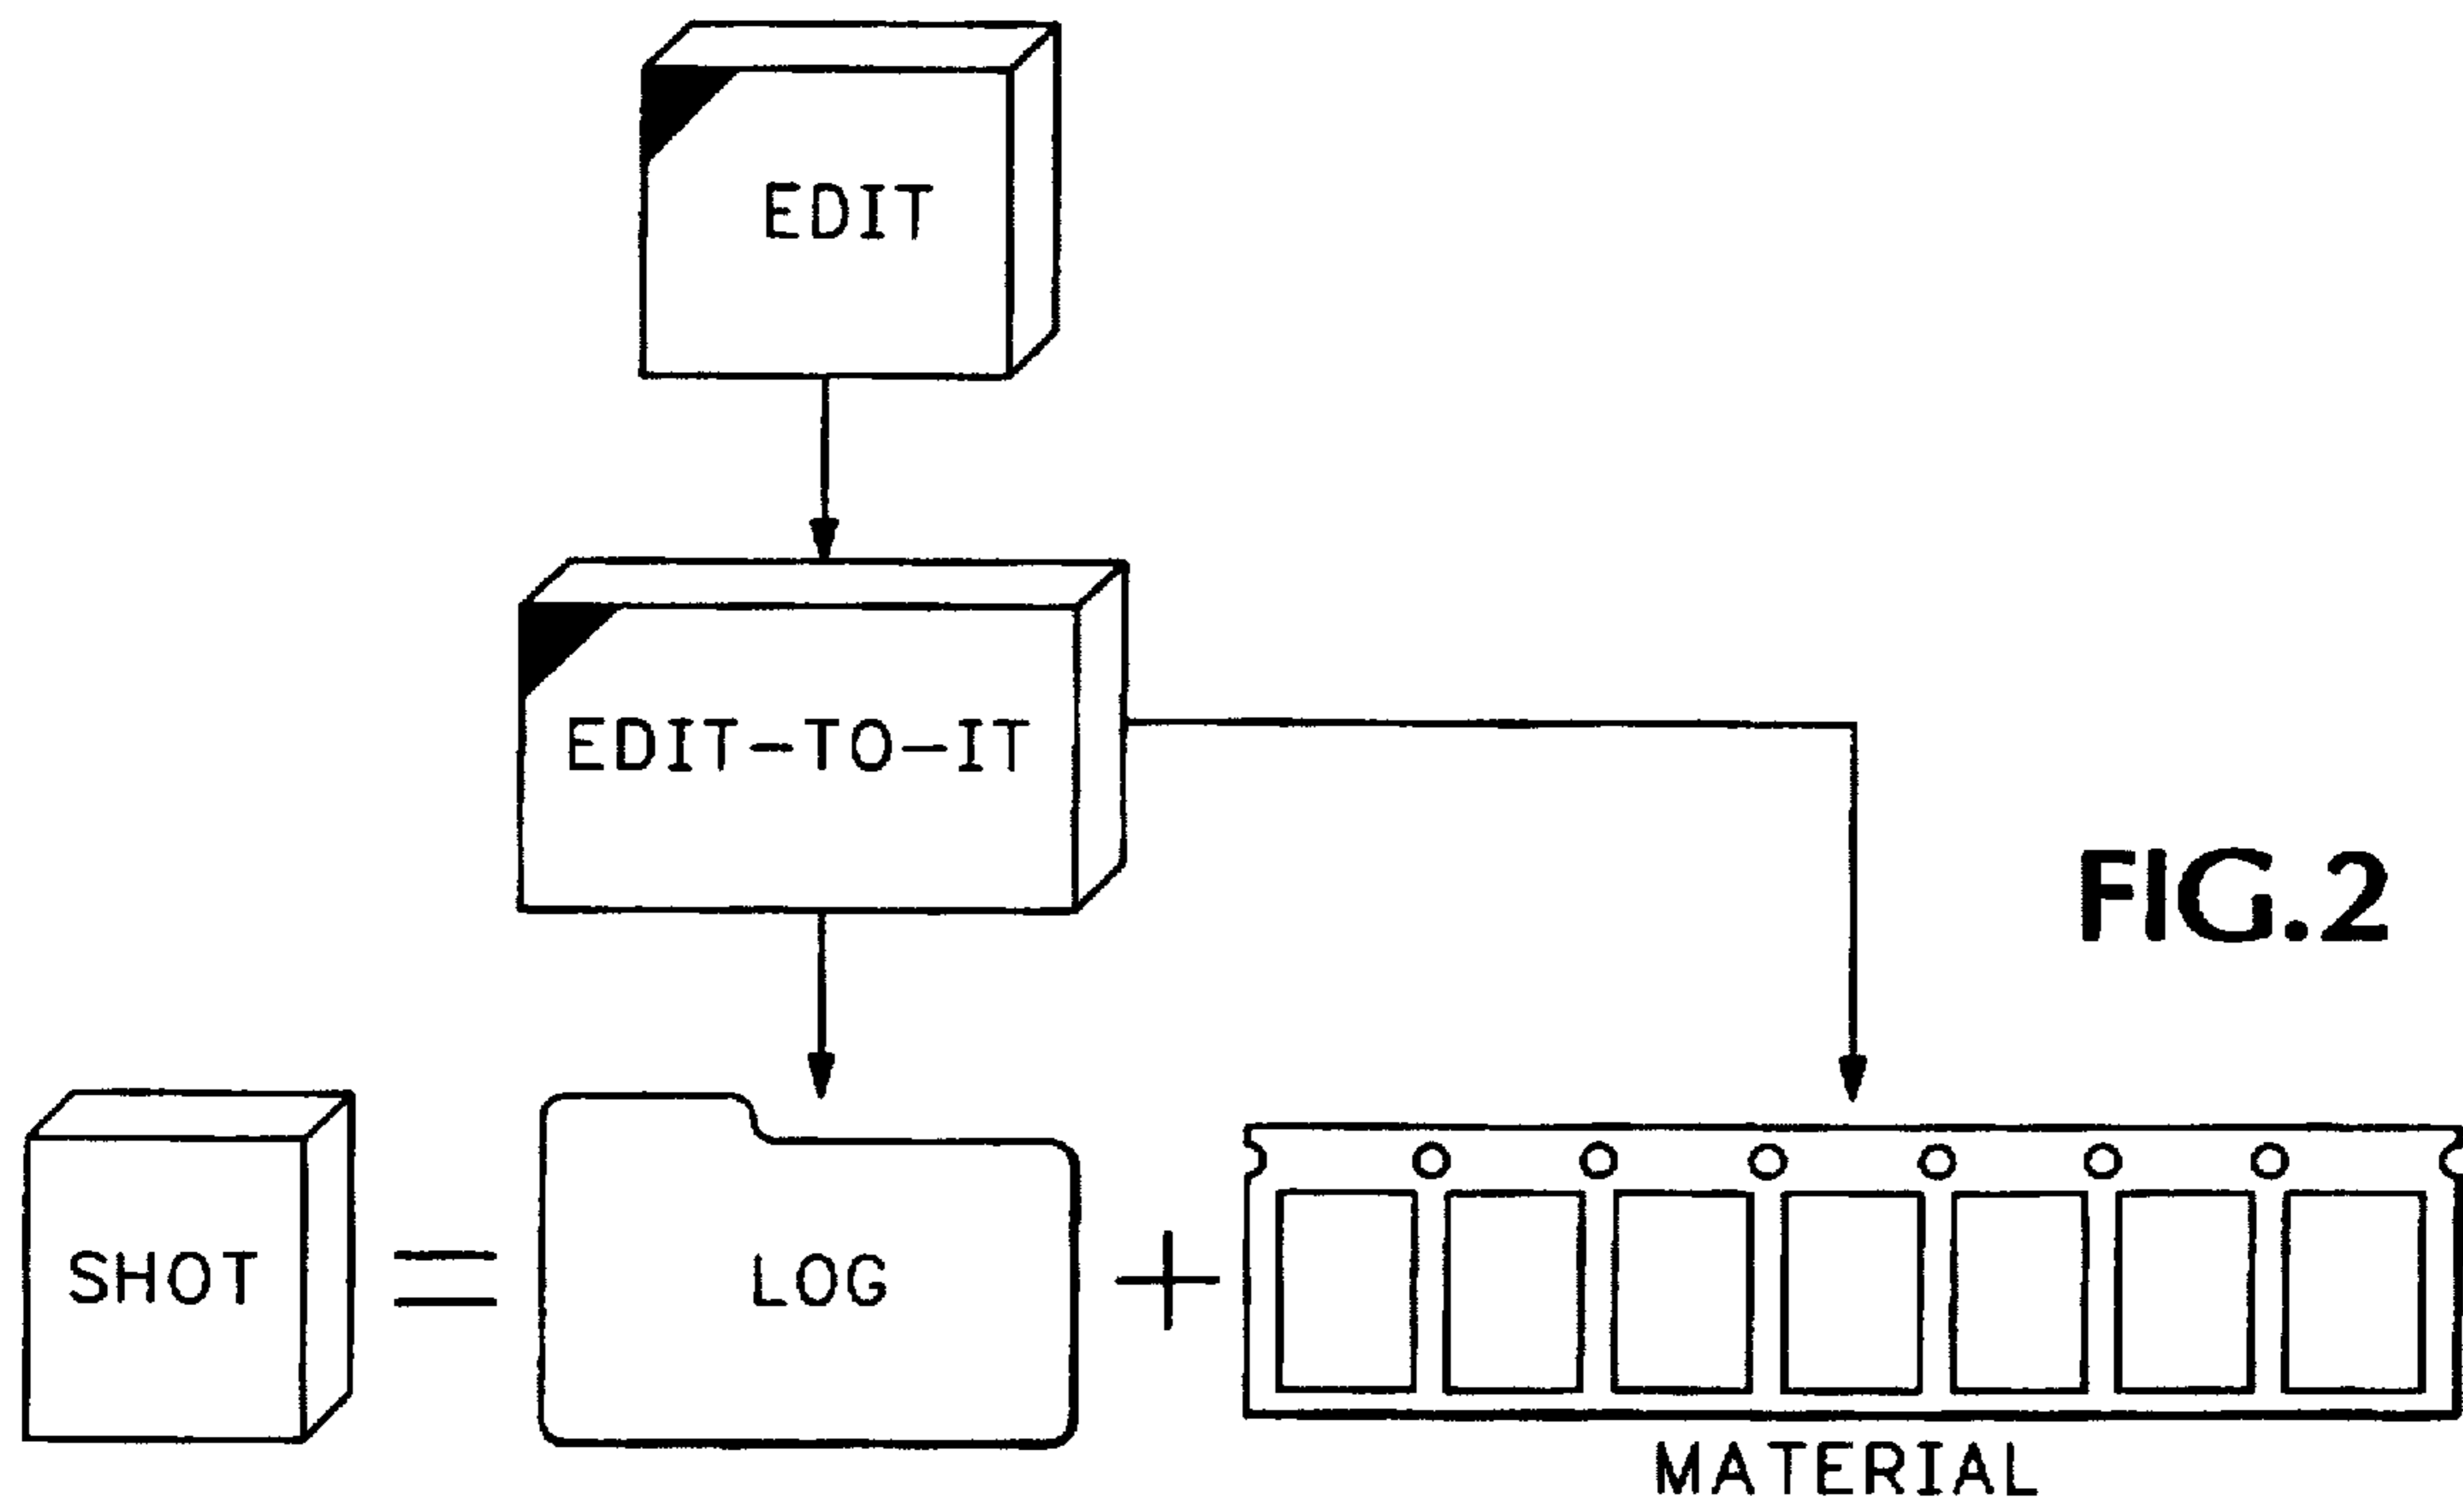 EDIT
EDIT-TO-IT
FIG.2
SHOT
=
LOG
+
MATERIAL